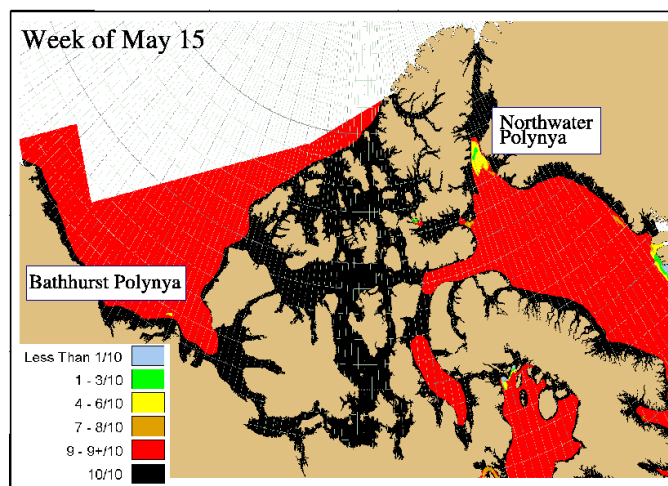 Week of May 15
Northwater
Polynya
Bathhurst Polynya
Less Than 1/10
1 - 3/10
4 - 6/10
7 - 8/10
9 - 9+/10
10/10